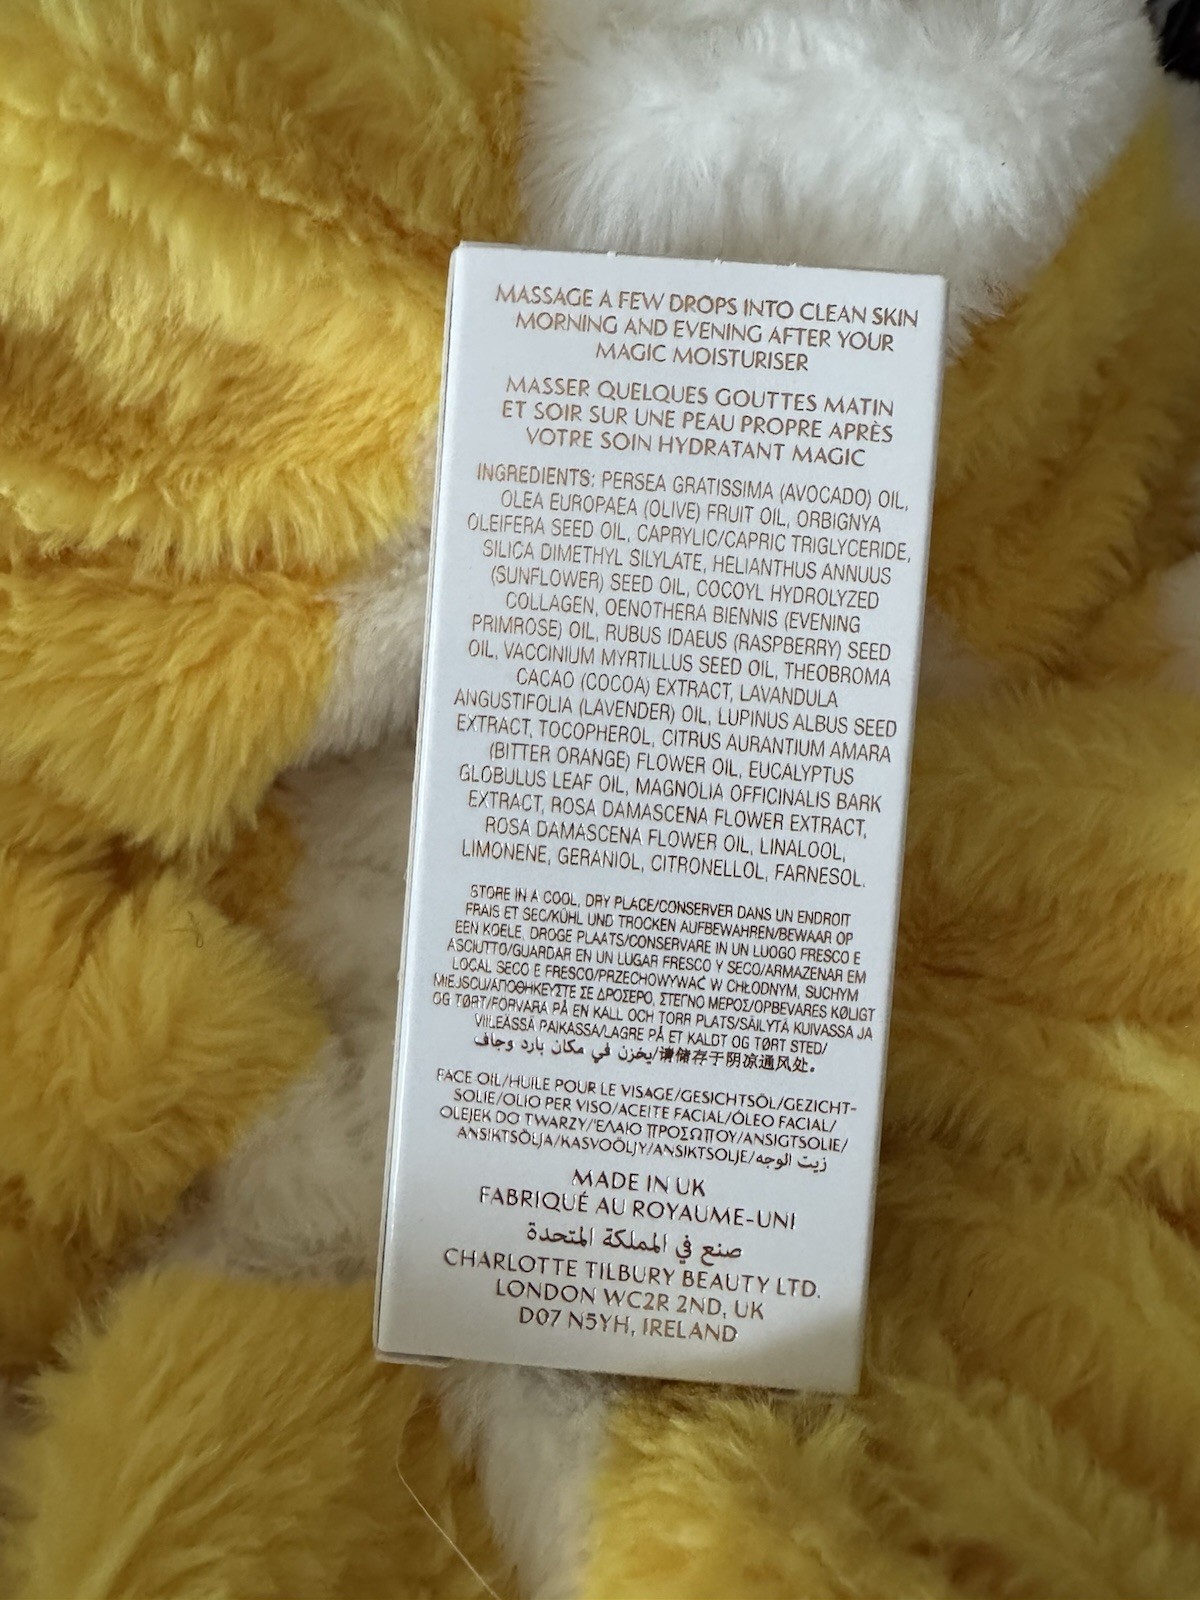 MASSAGE A FEW DROPS INTO CLEAN SKIN
MORNING AND EVENING AFTER YOUR
MAGIC MOISTURISER
MASSER QUELQUES GOUTTES MATIN
ET SOIR SUR UNE PEAU PROPRE APRÈS
VOTRE SOIN HYDRATANT MAGIC
INGREDIENTS: PERSEA GRATISSIMA (AVOCADO) OIL,
OLEA EUROPAEA (OLIVE) FRUIT OIL, ORBIGNYA
OLEIFERA SEED OIL, CAPRYLIC/CAPRIC TRIGLYCERIDE,
SILICA DIMETHYL SILYLATE, HELIANTHUS ANNUUS
(SUNFLOWER) SEED OIL, COCOYL HYDROLYZED
COLLAGEN, OENOTHERA BIENNIS (EVENING
PRIMROSE) OIL, RUBUS IDAEUS (RASPBERRY) SEED
OIL, VACCINIUM MYRTILLUS SEED OIL, THEOBROMA
CACAO (COCOA) EXTRACT, LAVANDULA
ANGUSTIFOLIA (LAVENDER) OIL, LUPINUS ALBUS SEED
EXTRACT, TOCOPHEROL, CITRUS AURANTIUM AMARA
(BITTER ORANGE) FLOWER OIL, EUCALYPTUS
GLOBULUS LEAF OIL, MAGNOLIA OFFICINALIS BARK
EXTRACT, ROSA DAMASCENA FLOWER EXTRACT,
ROSA DAMASCENA FLOWER OIL, LINALOOL,
LIMONENE, GERANIOL, CITRONELLOL, FARNESOL.
STORE IN A COOL, DRY PLACE/CONSERVER DANS UN ENDROIT
FRAIS ET SEC/KÜHL UND TROCKEN AUFBEWAHREN/BEWAAR OP
EEN KOELE, DROGE PLAATS/CONSERVARE IN UN LUOGO FRESCO E
ASCIUTTO/GUARDAR EN UN LUGAR FRESCO Y SECO/ARMAZENAR EM
LOCAL SECO E FRESCO/PRZECHOWYWAĆ W CHŁODNYM, SUCHYM
MIEJSCU/ΑΠΟΘΗΚΕΥΣΤΕ ΣΕ ΔΡΟΣΕΡΟ, ΣΤΕΓΝΟ ΜΕΡΟΣ/OPBEVARES KØLIGT
OG TØRT/FÖRVARA PÅ EN KALL OCH TORR PLATS/SÄILYTÄ KUIVASSA JA
VIILEÄSSÄ PAIKASSA/LAGRE PÅ ET KALDT OG TØRT STED/
يخزن في مكان بارد وجاف/请储存于阴凉通风处。
FACE OIL/HUILE POUR LE VISAGE/GESICHTSÖL/GEZICHT-
SOLIE/OLIO PER VISO/ACEITE FACIAL/ÓLEO FACIAL/
OLEJEK DO TWARZY/ΈΛΑΙΟ ΠΡΟΣΩΠΟΥ/ANSIGTSOLIE/
ANSIKTSOLJA/KASVOÖLJY/ANSIKTSOLJE/زيت الوجه
MADE IN UK
FABRIQUÉ AU ROYAUME-UNI
صنع في المملكة المتحدة
CHARLOTTE TILBURY BEAUTY LTD.
LONDON WC2R 2ND, UK
D07 N5YH, IRELAND